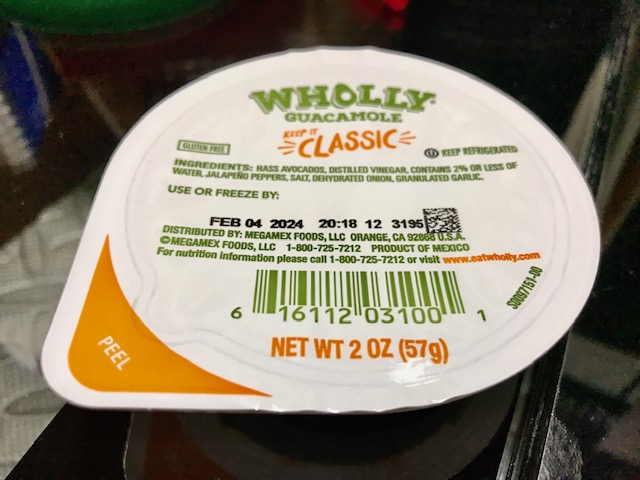 WHOLLY
GUACAMOLE
KEEP IT
CLASSIC
GLUTEN FREE
U KEEP REFRIGERATED
INGREDIENTS: HASS AVOCADOS, DISTILLED VINEGAR, CONTAINS 2% OR LESS OF
WATER, JALAPEÑO PEPPERS, SALT, DEHYDRATED ONION, GRANULATED GARLIC.
USE OR FREEZE BY:
FEB 04 2024 20:18 12 3195
DISTRIBUTED BY: MEGAMEX FOODS, LLC ORANGE, CA 92868 U.S.A.
©MEGAMEX FOODS, LLC 1-800-725-7212 PRODUCT OF MEXICO
For nutrition information please call 1-800-725-7212 or visit www.eatwholly.com
S0097151-00
6 16112 03100 1
NET WT 2 OZ (57g)
PEEL